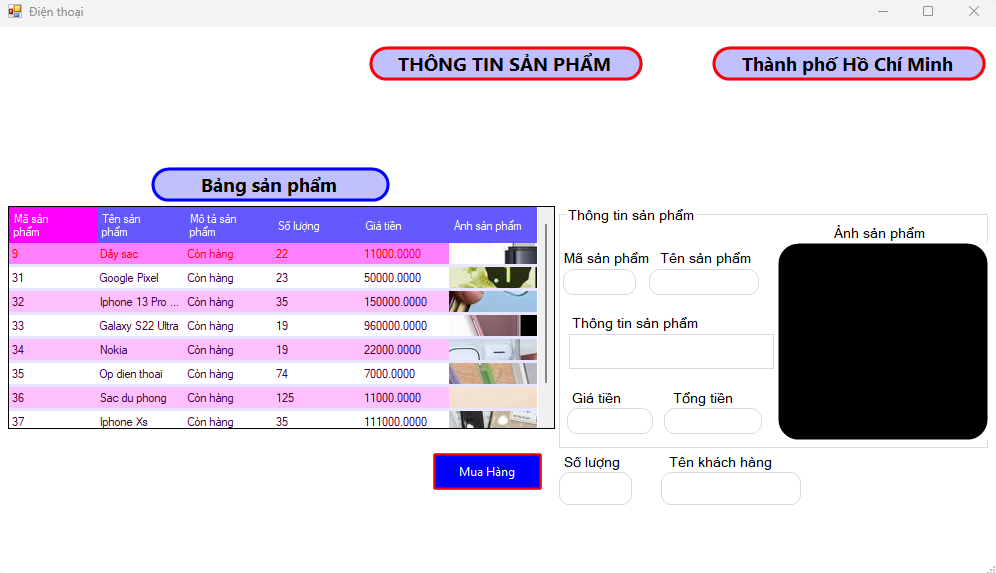 Điện thoại
THÔNG TIN SẢN PHẨM
Thành phố Hồ Chí Minh
Bảng sản phẩm
Mã sản phẩm Tên sản phẩm Mô tả sản phẩm Số lượng Giá tiền Ảnh sản phẩm
9 Dây sac Còn hàng 22 11000.0000
31 Google Pixel Còn hàng 23 50000.0000
32 Iphone 13 Pro ... Còn hàng 35 150000.0000
33 Galaxy S22 Ultra Còn hàng 19 960000.0000
34 Nokia Còn hàng 19 22000.0000
35 Op dien thoai Còn hàng 74 7000.0000
36 Sac du phong Còn hàng 125 11000.0000
37 Iphone Xs Còn hàng 35 111000.0000
Mua Hàng
Thông tin sản phẩm
Ảnh sản phẩm
Mã sản phẩm Tên sản phẩm
Thông tin sản phẩm
Giá tiền Tổng tiền
Số lượng Tên khách hàng